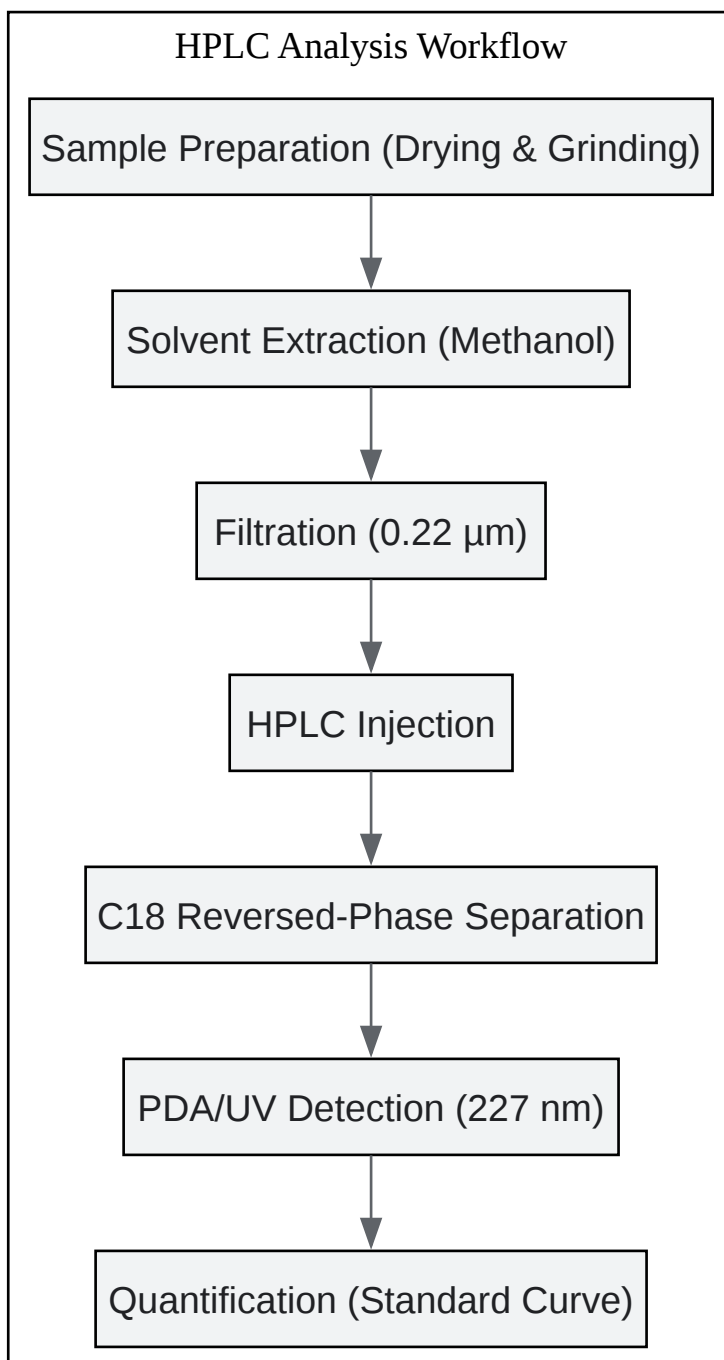 HPLC Analysis Workflow
Sample Preparation (Drying & Grinding)
Solvent Extraction (Methanol)
Filtration (0.22 µm)
HPLC Injection
C18 Reversed-Phase Separation
PDA/UV Detection (227 nm)
Quantification (Standard Curve)